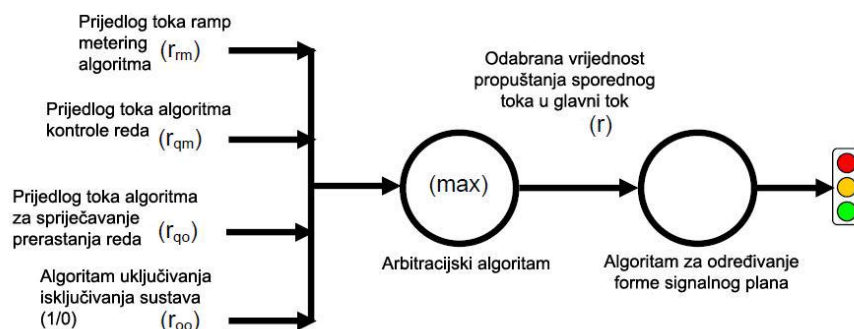 Prijedlog toka ramp
metering
algoritma (r_rm)
Prijedlog toka algoritma
kontrole reda (r_qm)
Prijedlog toka algoritma
za spriječavanje
prerastanja reda (r_qo)
Algoritam uključivanja
isključivanja sustava
(1/0) (r_oo)
(max)
Arbitracijski algoritam
Odabrana vrijednost
propuštanja sporednog
toka u glavni tok
(r)
Algoritam za određivanje
forme signalnog plana